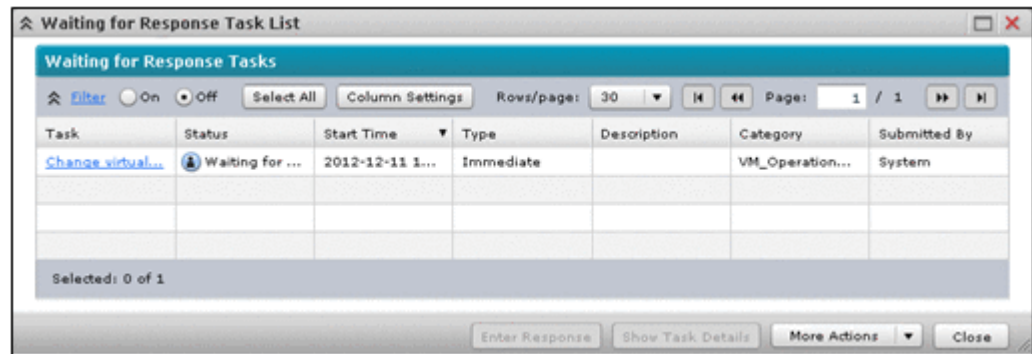 Waiting for Response Task List
Waiting for Response Tasks
Filter On Off Select All Column Settings Rows/page: 30 Page: 1 / 1
Task Status Start Time Type Description Category Submitted By
Change virtual... Waiting for ... 2012-12-11 1... Immediate VM_Operation... System
Selected: 0 of 1
Enter Response Show Task Details More Actions Close